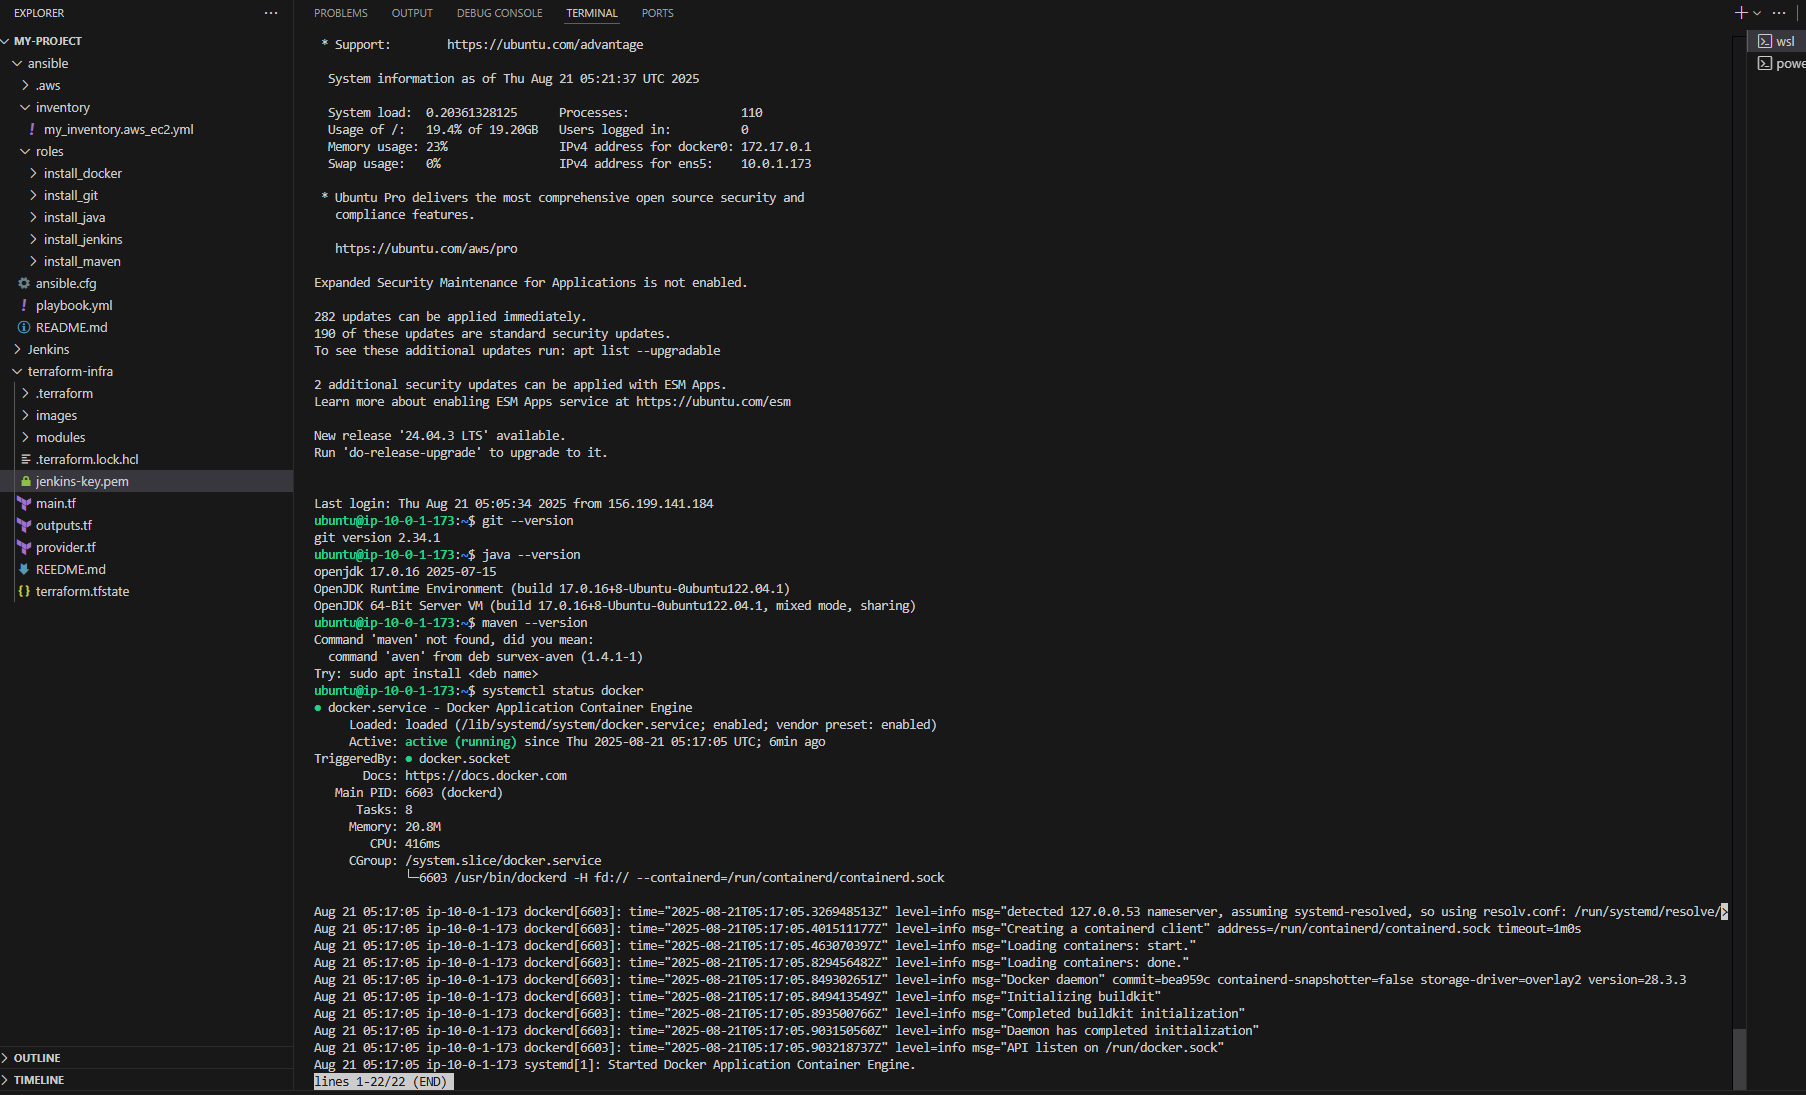 EXPLORER
MY-PROJECT
ansible
.aws
inventory
my_inventory.aws_ec2.yml
roles
install_docker
install_git
install_java
install_jenkins
install_maven
ansible.cfg
playbook.yml
README.md
Jenkins
terraform-infra
.terraform
images
modules
.terraform.lock.hcl
jenkins-key.pem
main.tf
outputs.tf
provider.tf
REEDME.md
terraform.tfstate
OUTLINE
TIMELINE
PROBLEMS OUTPUT DEBUG CONSOLE TERMINAL PORTS
* Support: https://ubuntu.com/advantage
System information as of Thu Aug 21 05:21:37 UTC 2025
System load: 0.20361328125 Processes: 110
Usage of /: 19.4% of 19.20GB Users logged in: 0
Memory usage: 23% IPv4 address for docker0: 172.17.0.1
Swap usage: 0% IPv4 address for ens5: 10.0.1.173
* Ubuntu Pro delivers the most comprehensive open source security and
compliance features.
https://ubuntu.com/aws/pro
Expanded Security Maintenance for Applications is not enabled.
282 updates can be applied immediately.
190 of these updates are standard security updates.
To see these additional updates run: apt list --upgradable
2 additional security updates can be applied with ESM Apps.
Learn more about enabling ESM Apps service at https://ubuntu.com/esm
New release '24.04.3 LTS' available.
Run 'do-release-upgrade' to upgrade to it.
Last login: Thu Aug 21 05:05:34 2025 from 156.199.141.184
ubuntu@ip-10-0-1-173:~$ git --version
git version 2.34.1
ubuntu@ip-10-0-1-173:~$ java --version
openjdk 17.0.16 2025-07-15
OpenJDK Runtime Environment (build 17.0.16+8-Ubuntu-0ubuntu122.04.1)
OpenJDK 64-Bit Server VM (build 17.0.16+8-Ubuntu-0ubuntu122.04.1, mixed mode, sharing)
ubuntu@ip-10-0-1-173:~$ maven --version
Command 'maven' not found, did you mean:
command 'aven' from deb survex-aven (1.4.1-1)
Try: sudo apt install <deb name>
ubuntu@ip-10-0-1-173:~$ systemctl status docker
● docker.service - Docker Application Container Engine
Loaded: loaded (/lib/systemd/system/docker.service; enabled; vendor preset: enabled)
Active: active (running) since Thu 2025-08-21 05:17:05 UTC; 6min ago
TriggeredBy: ● docker.socket
Docs: https://docs.docker.com
Main PID: 6603 (dockerd)
Tasks: 8
Memory: 20.8M
CPU: 416ms
CGroup: /system.slice/docker.service
└─6603 /usr/bin/dockerd -H fd:// --containerd=/run/containerd/containerd.sock
Aug 21 05:17:05 ip-10-0-1-173 dockerd[6603]: time="2025-08-21T05:17:05.326948513Z" level=info msg="detected 127.0.0.53 nameserver, assuming systemd-resolved, so using resolv.conf: /run/systemd/resolve/>
Aug 21 05:17:05 ip-10-0-1-173 dockerd[6603]: time="2025-08-21T05:17:05.401511177Z" level=info msg="Creating a containerd client" address=/run/containerd/containerd.sock timeout=1m0s
Aug 21 05:17:05 ip-10-0-1-173 dockerd[6603]: time="2025-08-21T05:17:05.463070397Z" level=info msg="Loading containers: start."
Aug 21 05:17:05 ip-10-0-1-173 dockerd[6603]: time="2025-08-21T05:17:05.829456482Z" level=info msg="Loading containers: done."
Aug 21 05:17:05 ip-10-0-1-173 dockerd[6603]: time="2025-08-21T05:17:05.849302651Z" level=info msg="Docker daemon" commit=bea959c containerd-snapshotter=false storage-driver=overlay2 version=28.3.3
Aug 21 05:17:05 ip-10-0-1-173 dockerd[6603]: time="2025-08-21T05:17:05.849413549Z" level=info msg="Initializing buildkit"
Aug 21 05:17:05 ip-10-0-1-173 dockerd[6603]: time="2025-08-21T05:17:05.893500766Z" level=info msg="Completed buildkit initialization"
Aug 21 05:17:05 ip-10-0-1-173 dockerd[6603]: time="2025-08-21T05:17:05.903150560Z" level=info msg="Daemon has completed initialization"
Aug 21 05:17:05 ip-10-0-1-173 dockerd[6603]: time="2025-08-21T05:17:05.903218737Z" level=info msg="API listen on /run/docker.sock"
Aug 21 05:17:05 ip-10-0-1-173 systemd[1]: Started Docker Application Container Engine.
lines 1-22/22 (END)
wsl
powe